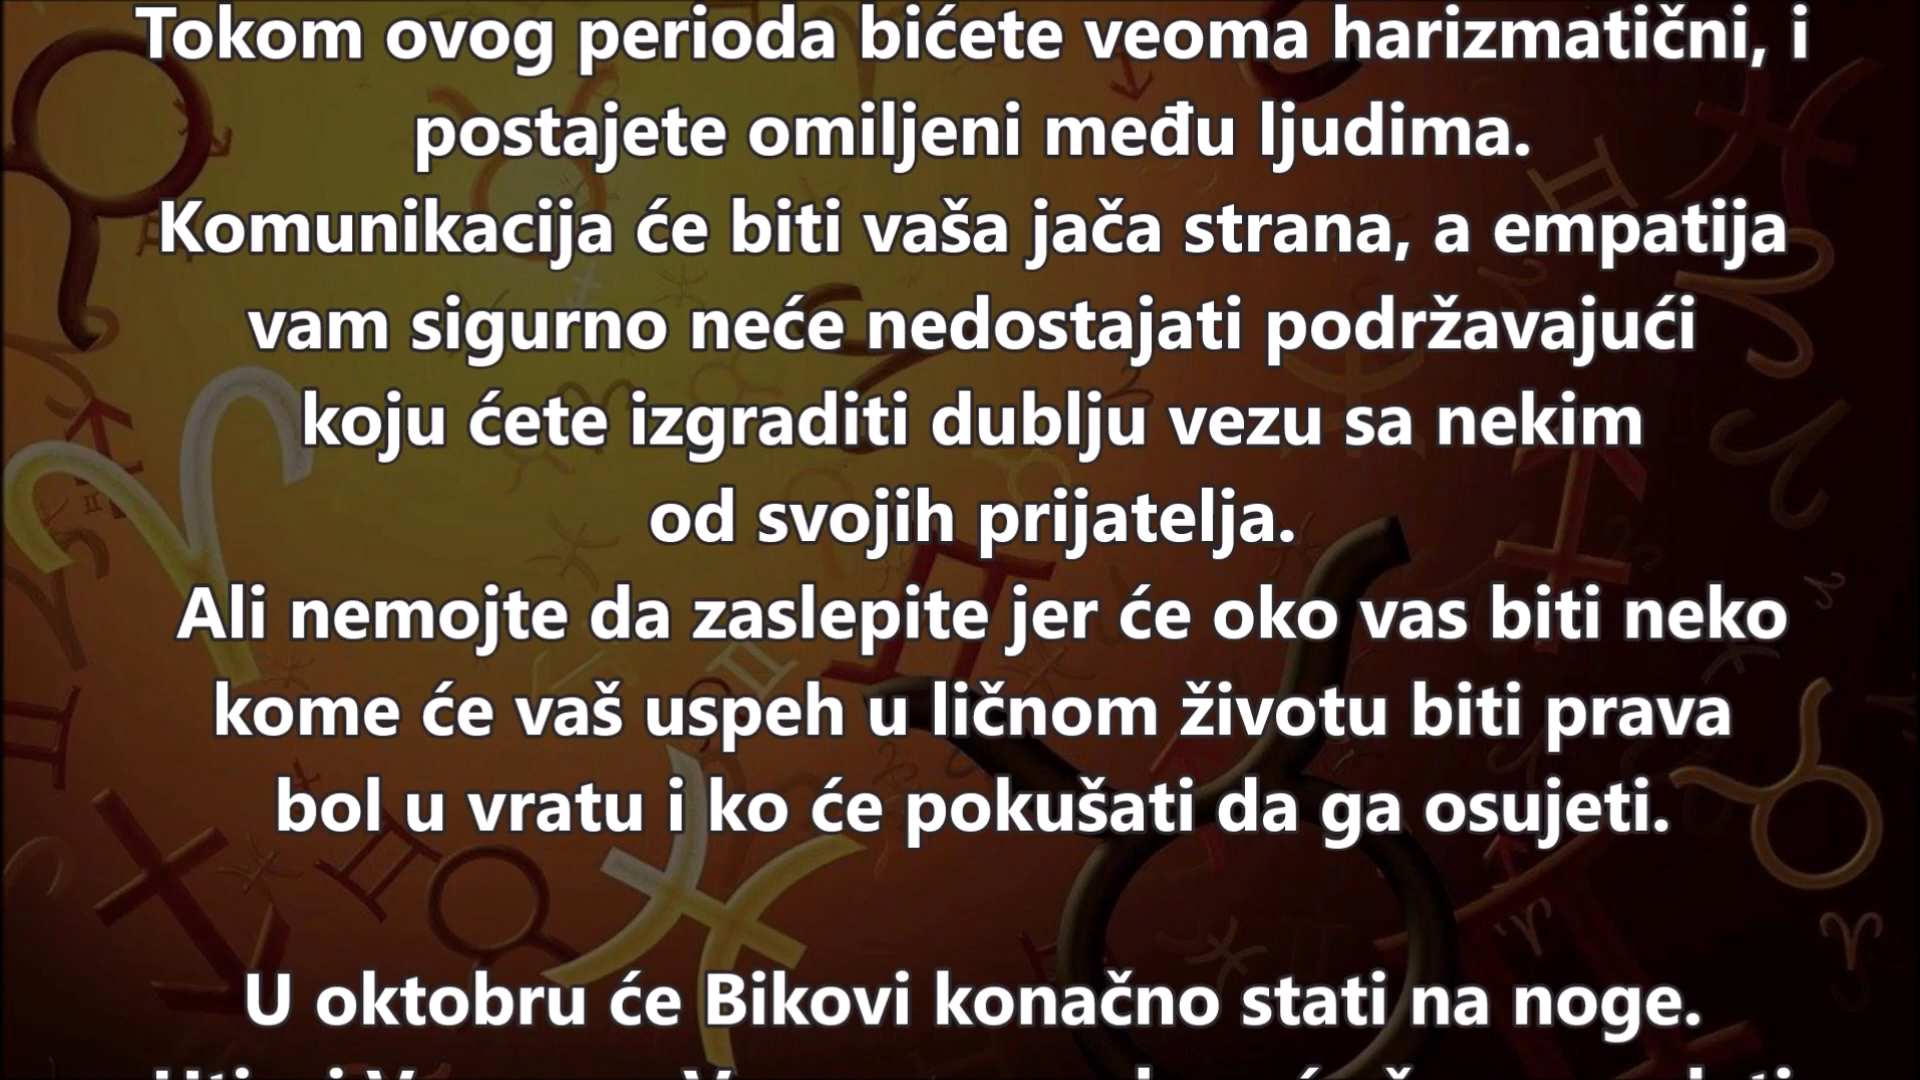 Tokom ovog perioda bićete veoma harizmatični, i
postajete omiljeni među ljudima.
Komunikacija će biti vaša jača strana, a empatija
vam sigurno neće nedostajati podržavajući
koju ćete izgraditi dublju vezu sa nekim
od svojih prijatelja.
Ali nemojte da zaslepite jer će oko vas biti neko
kome će vaš uspeh u ličnom životu biti prava
bol u vratu i ko će pokušati da ga osujeti.
U oktobru će Bikovi konačno stati na noge.